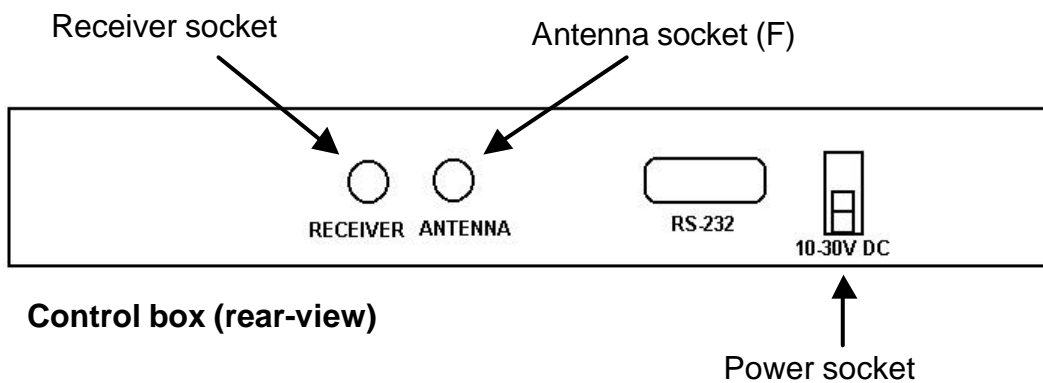 Receiver socket
Antenna socket (F)
RECEIVER ANTENNA
RS-232
10-30V DC
Control box (rear-view)
Power socket